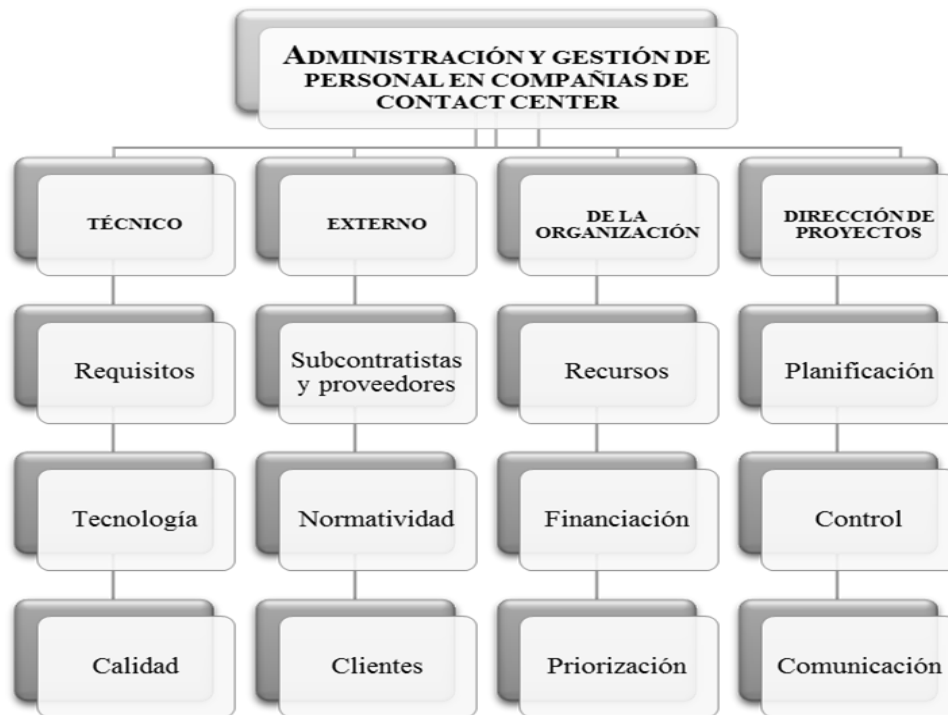 ADMINISTRACIÓN Y GESTIÓN DE
PERSONAL EN COMPAÑIAS DE
CONTACT CENTER
TÉCNICO
EXTERNO
DE LA
ORGANIZACIÓN
DIRECCIÓN DE
PROYECTOS
Requisitos
Subcontratistas
y proveedores
Recursos
Planificación
Tecnología
Normatividad
Financiación
Control
Calidad
Clientes
Priorización
Comunicación